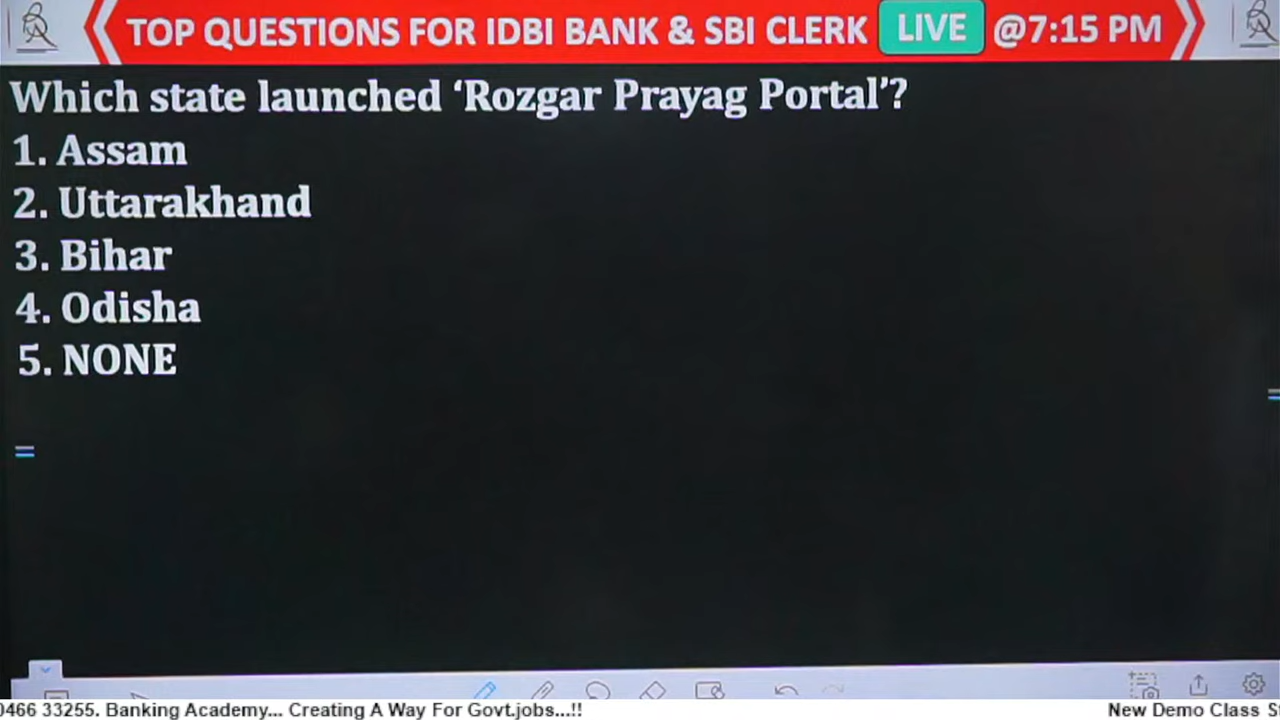 TOP QUESTIONS FOR IDBI BANK & SBI CLERK LIVE @7:15 PM
Which state launched ‘Rozgar Prayag Portal’?
1. Assam
2. Uttarakhand
3. Bihar
4. Odisha
5. NONE
0466 33255. Banking Academy... Creating A Way For Govt.jobs...!! New Demo Class